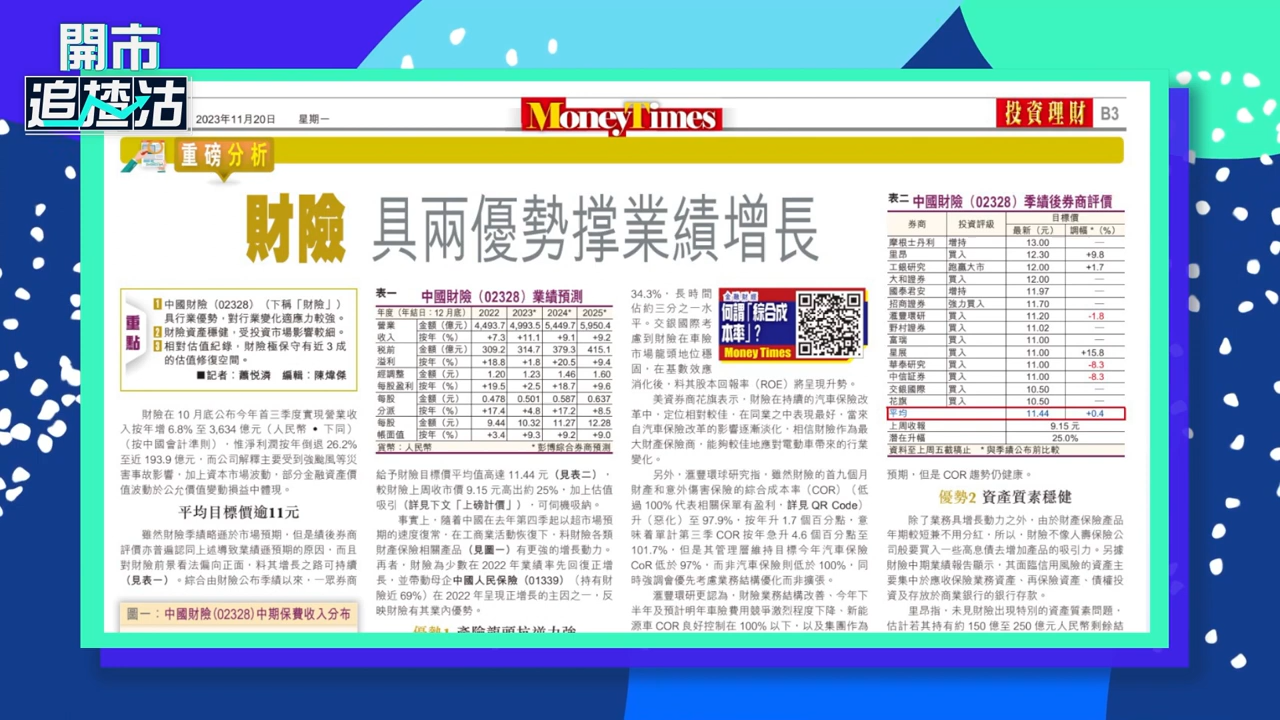 開市
追揸沽
2023年11月20日 星期一
MoneyTimes
投資理財 B3
重磅分析
財險 具兩優勢撐業績增長
重點
1 中國財險（02328）（下稱「財險」）
具行業優勢，對行業變化適應力較強。
2 財險資產穩健，受投資市場影響較細。
3 相對估值紀錄，財險極保守有近3成
的估值修復空間。
■記者：蕭悅濟 編輯：陳煒傑
財險在10月底公布今年首三季度實現營業收
入按年增6.8%至3,634億元（人民幣•下同）
（按中國會計準則），惟淨利潤按年倒退26.2%
至近193.9億元，而公司解釋主要受到強颱風等災
害事故影響，加上資本市場波動，部分金融資產價
值波動於公允價值變動損益中體現。
平均目標價逾11元
雖然財險季績略遜於市場預期，但是績後券商
評價亦普遍認同上述導致業績遜預期的原因，而且
對財險前景看法偏向正面，料其增長之路可持續
（見表一）。綜合由財險公布季績以來，一眾券商
圖一：中國財險(02328)中期保費收入分布
表一 中國財險（02328）業績預測
年度（年結日：12月底） 2022 2023* 2024* 2025*
營業 金額（億元） 4,493.7 4,993.5 5,449.7 5,950.4
收入 按年（%） +7.3 +11.1 +9.1 +9.2
稅前 金額（億元） 309.2 314.7 379.3 415.1
溢利 按年（%） +18.8 +1.8 +20.5 +9.4
經調整 金額（元） 1.20 1.23 1.46 1.60
每股盈利 按年（%） +19.5 +2.5 +18.7 +9.6
每股 金額（元） 0.478 0.501 0.587 0.637
分派 按年（%） +17.4 +4.8 +17.2 +8.5
每股 金額（元） 9.44 10.32 11.27 12.28
帳面值 按年（%） +3.4 +9.3 +9.2 +9.0
貨幣：人民幣 *彭博綜合券商預測
給予財險目標價平均值高達11.44元（見表二），
較財險上周收市價9.15元高出約25%，加上估值
吸引（詳見下文「上磅計價」），可伺機吸納。
事實上，隨着中國在去年第四季起以超市場預
期的速度復常，在工商業活動恢復下，料財險各類
財產保險相關產品（見圖一）有更強的增長動力。
再者，財險為少數在2022年業績率先回復正增
長，並帶動母企中國人民保險（01339）（持有財
險近69%）在2022年呈現正增長的主因之一，反
映財險有其業內優勢。
優勢1 產險龍頭抗逆力強
34.3%，長時間
佔約三分之一水
平。交銀國際考
慮到財險在車險
市場龍頭地位穩
固，在基數效應
消化後，料其股本回報率（ROE）將呈現升勢。
金融財經
何謂「綜合成本率」？
Money Times
美資券商花旗表示，財險在持續的汽車保險改
革中，定位相對較佳，在同業之中表現最好，當來
自汽車保險改革的影響逐漸淡化，相信財險作為最
大財產保險商，能夠較佳地應對電動車帶來的行業
變化。
另外，滙豐環球研究指，雖然財險的首九個月
財產和意外傷害保險的綜合成本率（COR）（低
過100%代表相關保單有盈利，詳見QR Code）
升（惡化）至97.9%，按年升1.7個百分點，意
味着單計第三季COR按年急升4.6個百分點至
101.7%，但是其管理層維持目標今年汽車保險
CoR低於97%，而非汽車保險則低於100%，同
時強調會優先考慮業務結構優化而非擴張。
滙豐環研更認為，財險業務結構改善，今年下
半年及預計明年車險費用競爭激烈程度下降，新能
源車COR良好控制在100%以下，以及集團作為
表二 中國財險（02328）季績後券商評價
券商 投資評級 目標價
最新（元） 調幅*（%）
摩根士丹利 增持 13.00 —
里昂 買入 12.30 +9.8
工銀研究 跑贏大市 12.00 +1.7
大和證券 買入 12.00 —
國泰君安 增持 11.97 —
招商證券 強力買入 11.70 —
滙豐環研 買入 11.20 -1.8
野村證券 買入 11.02 —
富瑞 買入 11.00 —
星展 買入 11.00 +15.8
華泰研究 買入 11.00 -8.3
中信證券 買入 11.00 -8.3
交銀國際 買入 10.50 —
花旗 買入 10.50 —
平均 11.44 +0.4
上周收報 9.15元
潛在升幅 25.0%
資料至上周五截稿止 *與季績公布前比較
預期，但是COR趨勢仍健康。
優勢2 資產質素穩健
除了業務具增長動力之外，由於財產保險產品
年期較短兼不用分紅，所以，財險不像人壽保險公
司般要買入一些高息債去增加產品的吸引力。另據
財險中期業績報告顯示，其面臨信用風險的資產主
要集中於應收保險業務資產，再保險資產，債權投
資及存放於商業銀行的銀行存款。
里昂指，未見財險出現特別的資產質素問題，
估計若其持有約150億至250億元人民幣剩餘結